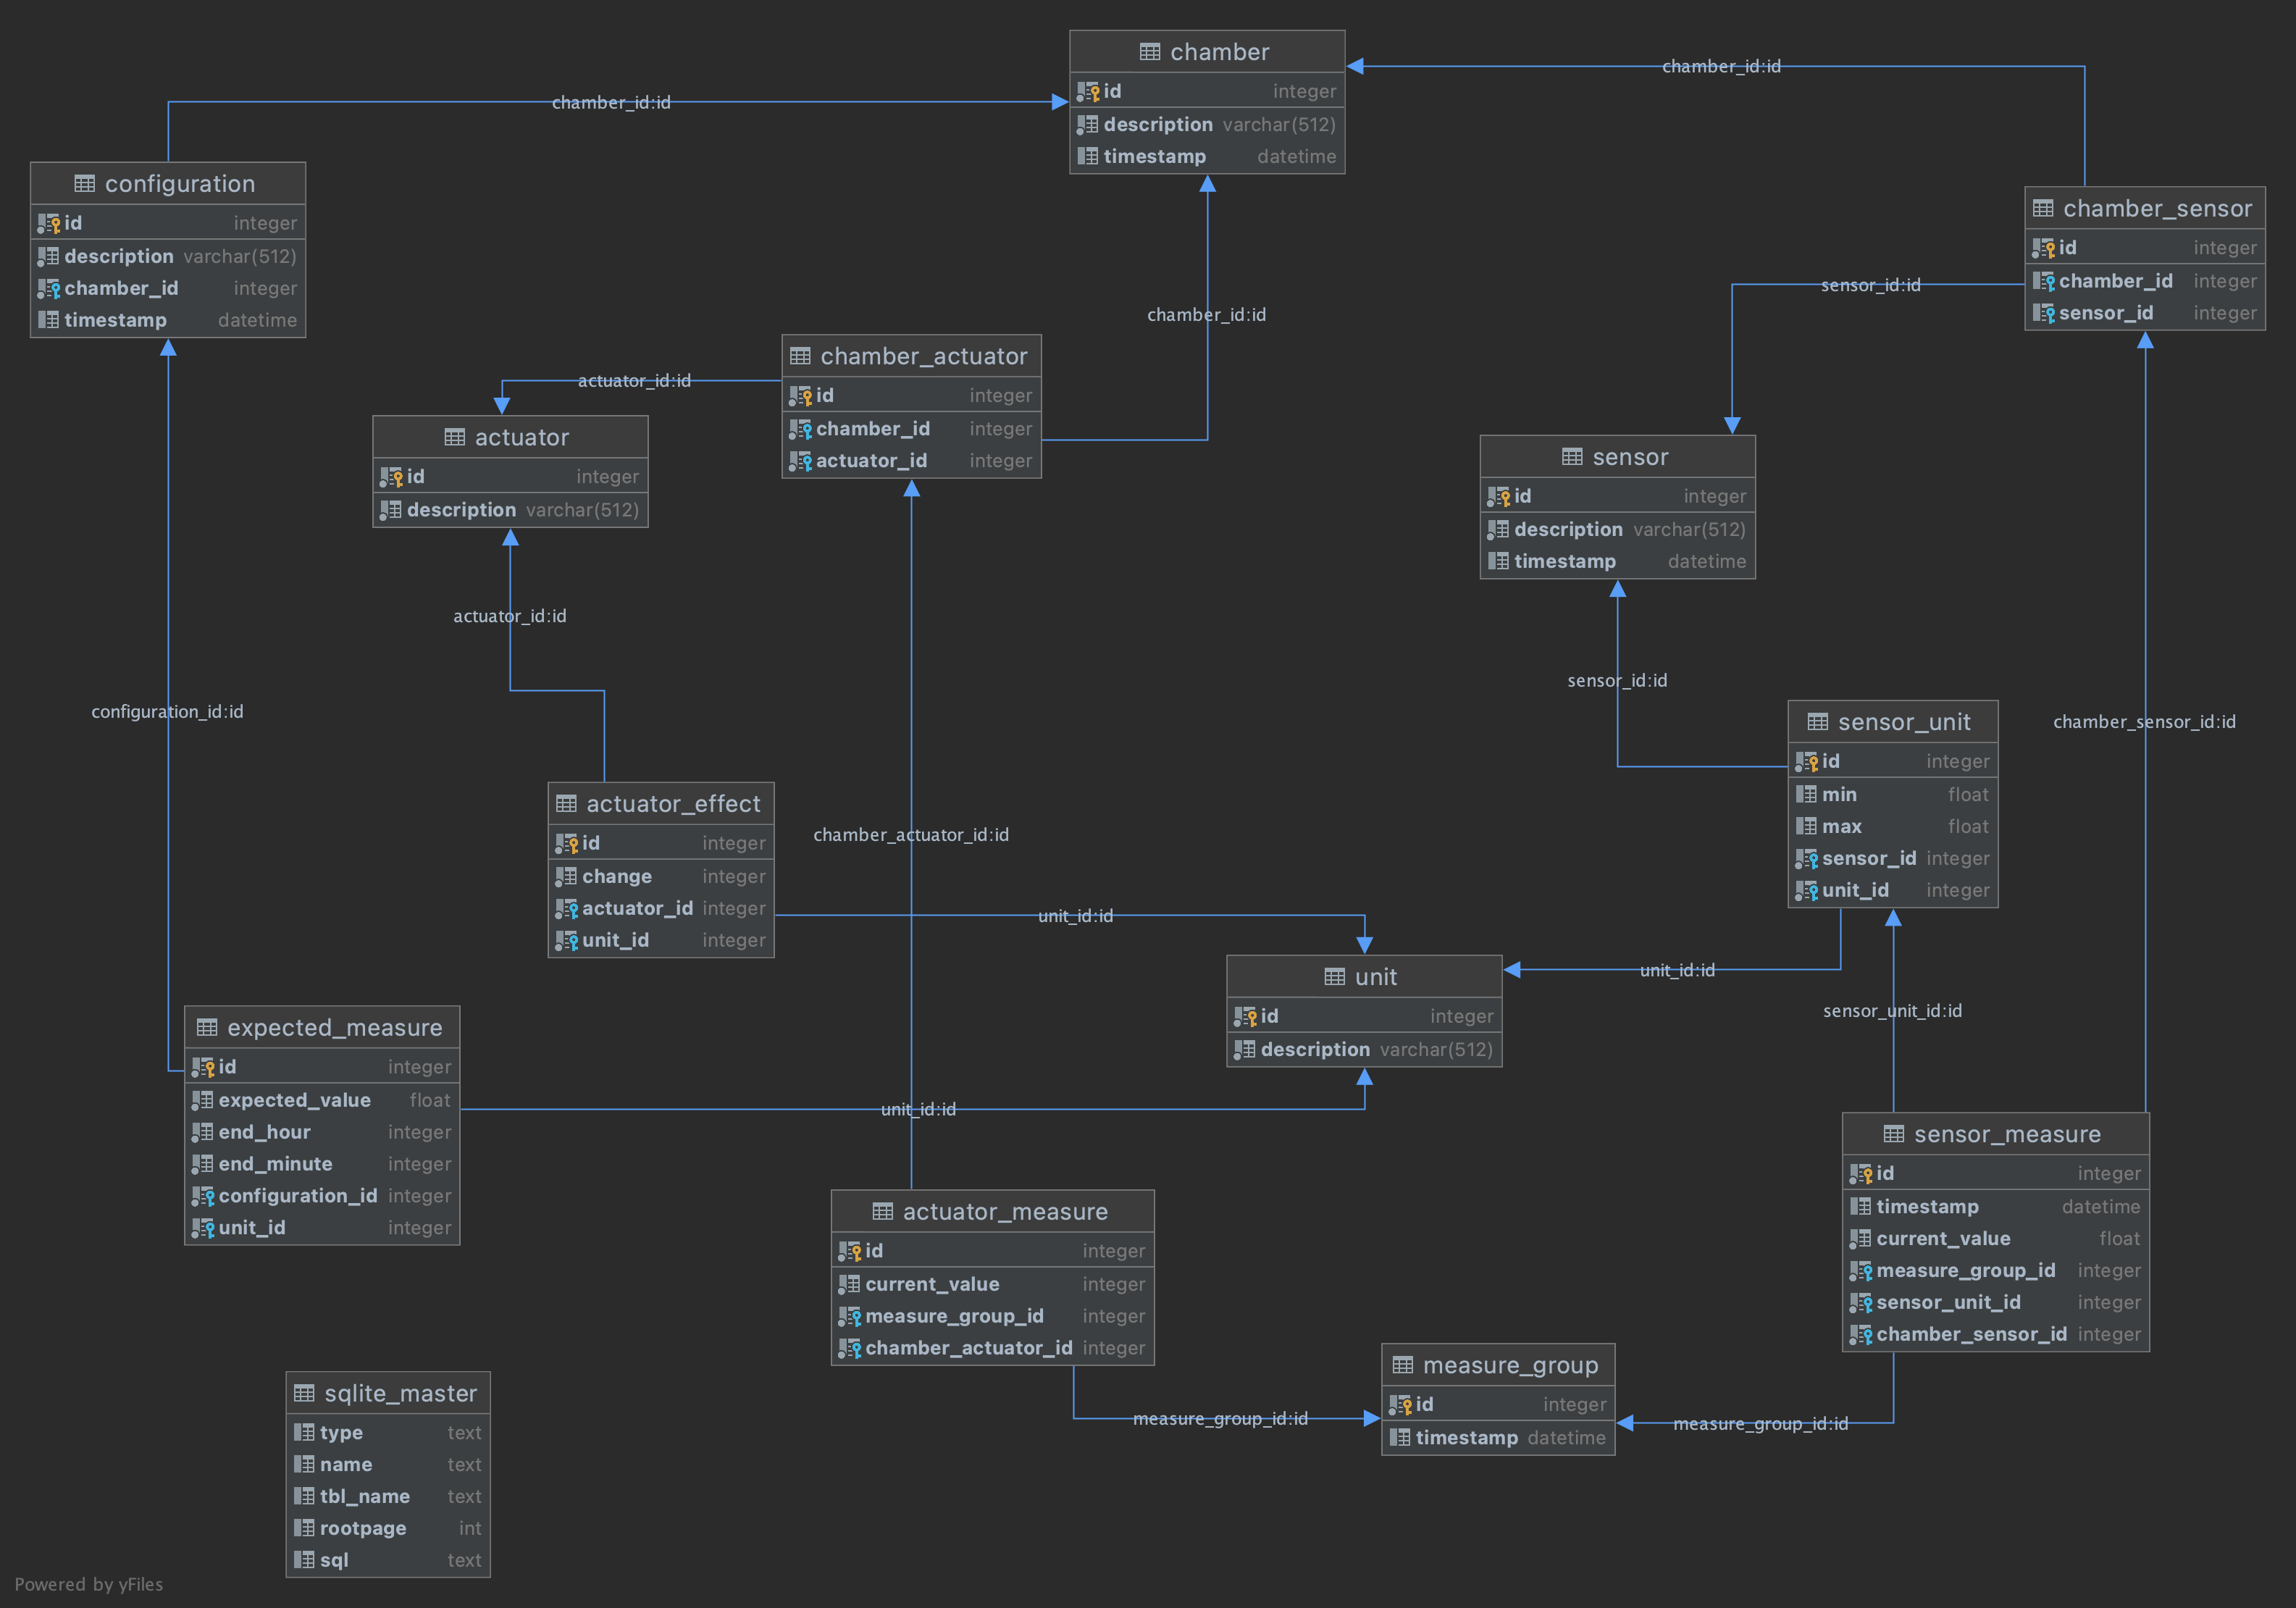 chamber
id integer
description varchar(512)
timestamp datetime
chamber_id:id
chamber_id:id
configuration
id integer
description varchar(512)
chamber_id integer
timestamp datetime
chamber_sensor
id integer
chamber_id integer
sensor_id integer
sensor_id:id
chamber_id:id
chamber_actuator
id integer
chamber_id integer
actuator_id integer
actuator_id:id
actuator
id integer
description varchar(512)
sensor
id integer
description varchar(512)
timestamp datetime
actuator_id:id
sensor_id:id
configuration_id:id
chamber_sensor_id:id
sensor_unit
id integer
min float
max float
sensor_id integer
unit_id integer
actuator_effect
id integer
change integer
actuator_id integer
unit_id integer
chamber_actuator_id:id
unit_id:id
unit
id integer
description varchar(512)
unit_id:id
sensor_unit_id:id
expected_measure
id integer
expected_value float
end_hour integer
end_minute integer
configuration_id integer
unit_id integer
unit_id:id
sensor_measure
id integer
timestamp datetime
current_value float
measure_group_id integer
sensor_unit_id integer
chamber_sensor_id integer
actuator_measure
id integer
current_value integer
measure_group_id integer
chamber_actuator_id integer
measure_group
id integer
timestamp datetime
measure_group_id:id
measure_group_id:id
sqlite_master
type text
name text
tbl_name text
rootpage int
sql text
Powered by yFiles